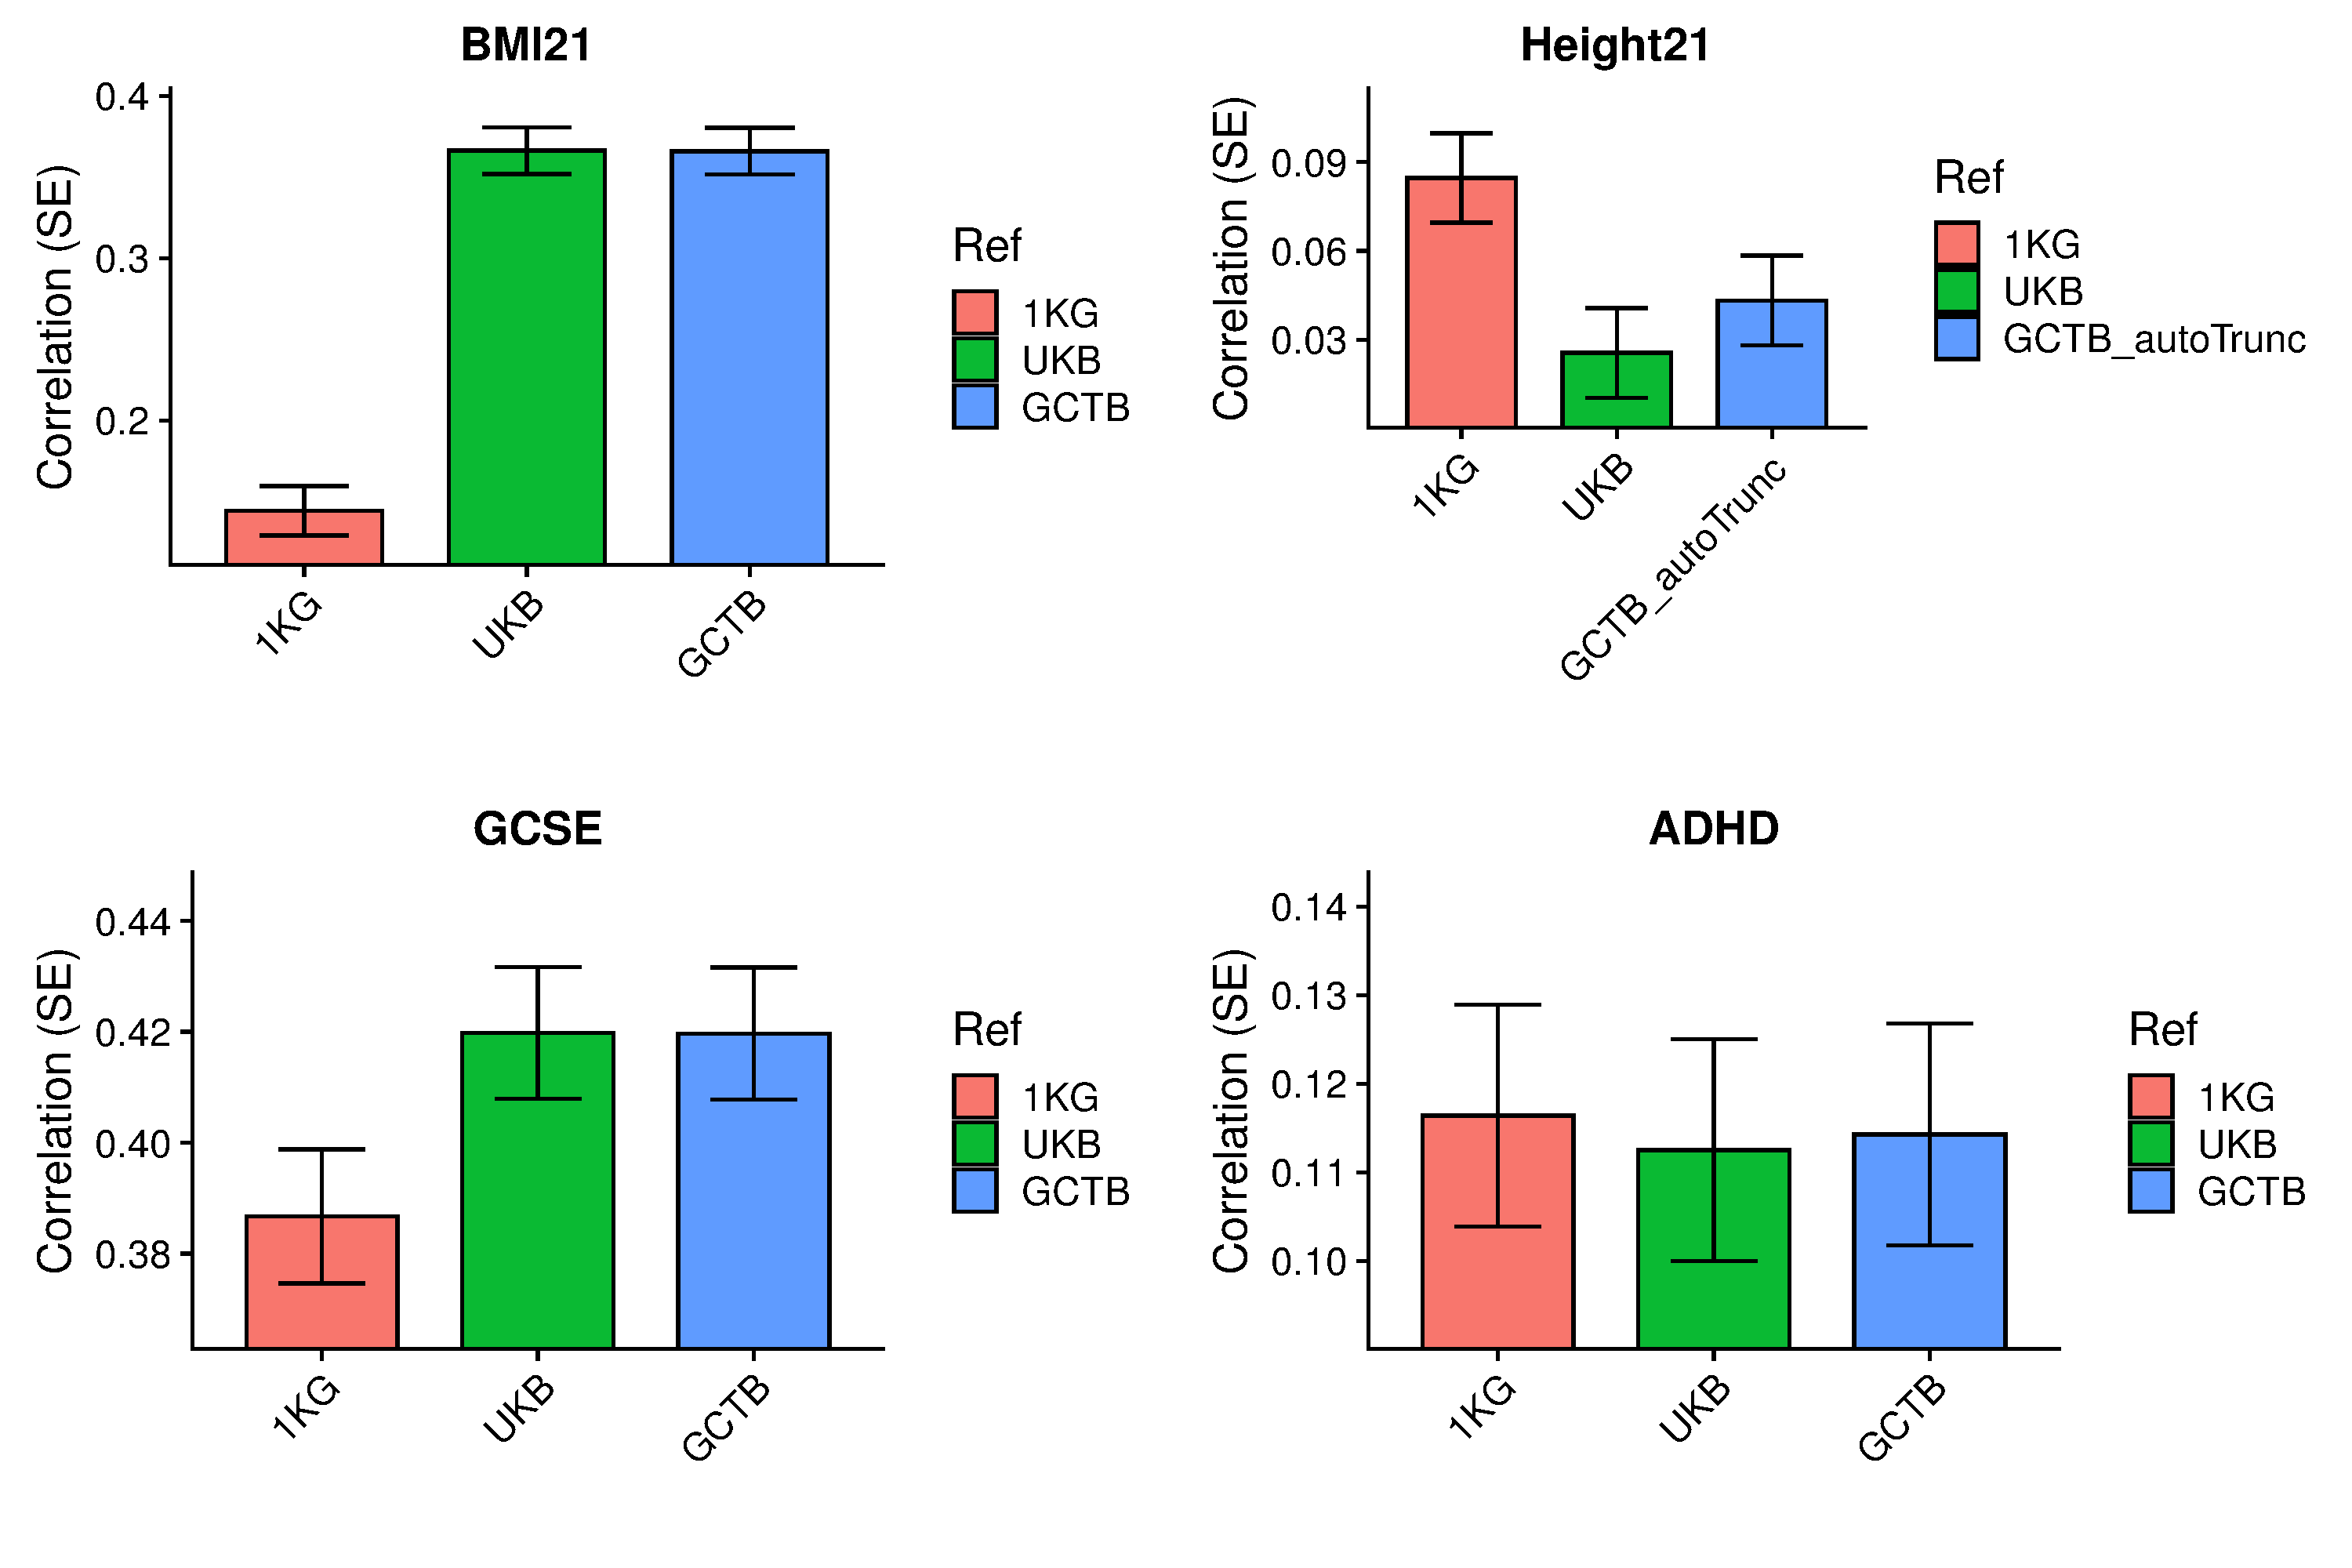 BMI21
Correlation (SE)
0.4
0.3
0.2
1KG
UKB
GCTB
Ref
1KG
UKB
GCTB
Height21
Correlation (SE)
0.09
0.06
0.03
1KG
UKB
GCTB_autoTrunc
Ref
1KG
UKB
GCTB_autoTrunc
GCSE
Correlation (SE)
0.44
0.42
0.40
0.38
1KG
UKB
GCTB
Ref
1KG
UKB
GCTB
ADHD
Correlation (SE)
0.14
0.13
0.12
0.11
0.10
1KG
UKB
GCTB
Ref
1KG
UKB
GCTB